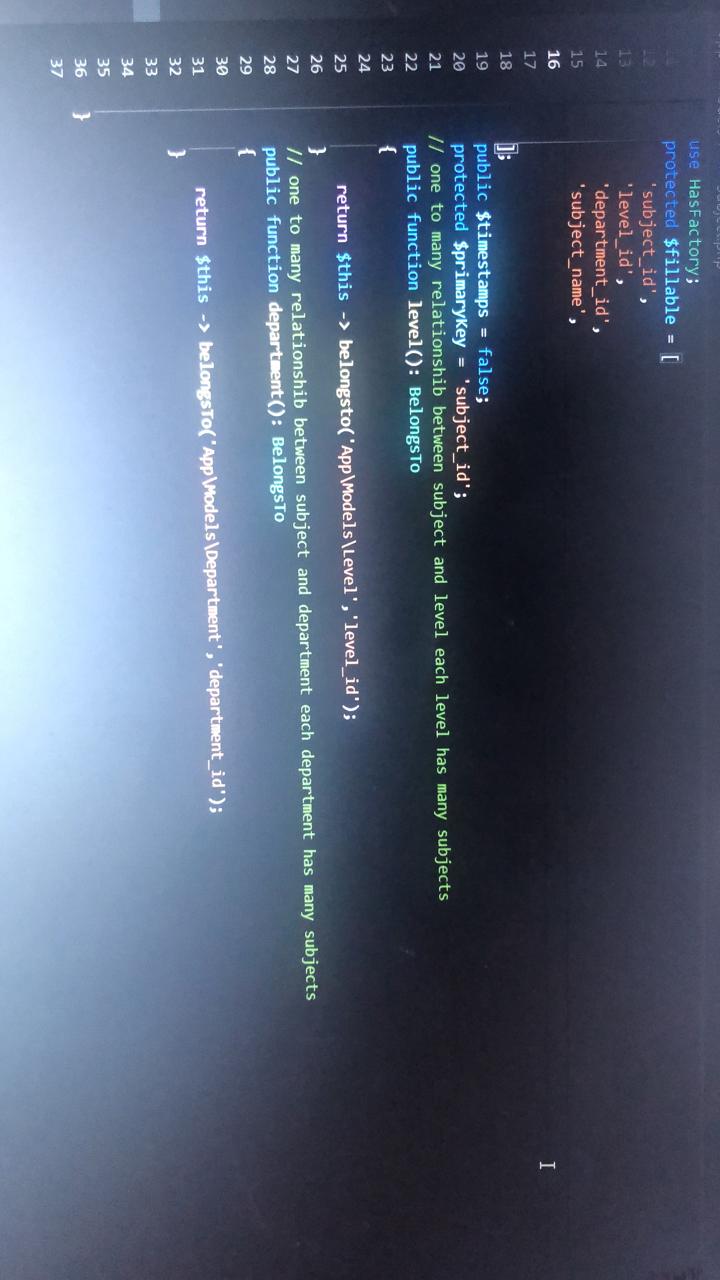 use HasFactory;
protected $fillable = [
12 'subject_id',
13 'level_id',
14 'department_id',
15 'subject_name',
16
17
18 ];
19 public $timestamps = false;
20 protected $primaryKey = 'subject_id';
21 // one to many relationshib between subject and level each level has many subjects
22 public function level(): BelongsTo
23 {
24
25 return $this -> belongsto('App\Models\Level','level_id');
26 }
27 // one to many relationshib between subject and department each department has many subjects
28 public function department(): BelongsTo
29 {
30
31 return $this -> belongsTo('App\Models\Department','department_id');
32 }
33
34
35
36 }
37